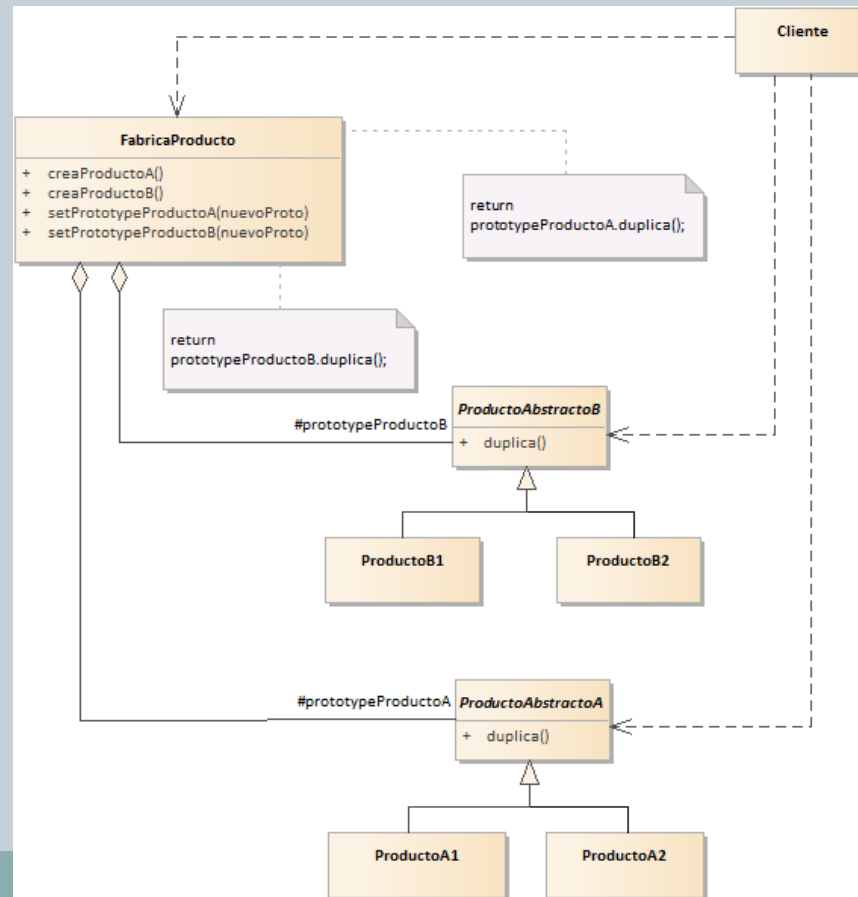 Cliente
FabricaProducto
+ creaProductoA()
+ creaProductoB()
+ setPrototypeProductoA(nuevoProto)
+ setPrototypeProductoB(nuevoProto)
return
prototypeProductoA.duplica();
return
prototypeProductoB.duplica();
#prototypeProductoB
ProductoAbstractoB
+ duplica()
ProductoB1
ProductoB2
#prototypeProductoA
ProductoAbstractoA
+ duplica()
ProductoA1
ProductoA2